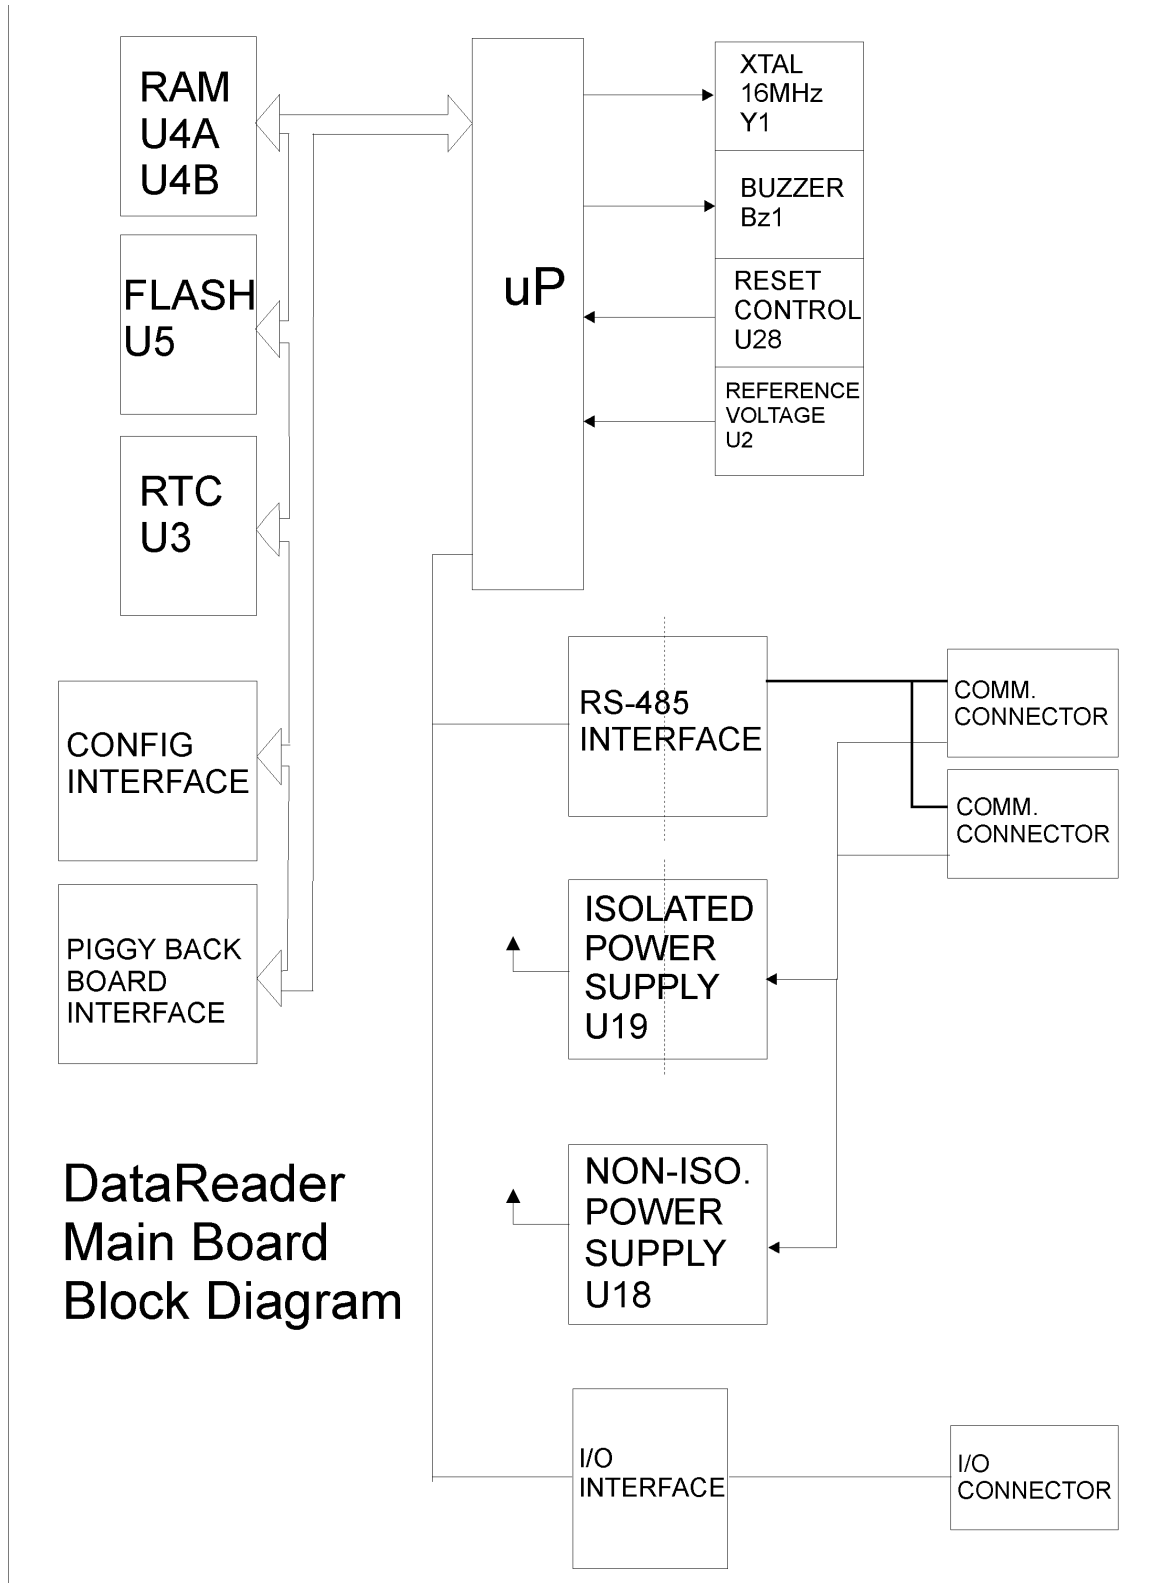 RAM
U4A
U4B
FLASH
U5
RTC
U3
CONFIG
INTERFACE
PIGGY BACK
BOARD
INTERFACE
uP
XTAL
16MHz
Y1
BUZZER
Bz1
RESET
CONTROL
U28
REFERENCE
VOLTAGE
U2
RS-485
INTERFACE
COMM.
CONNECTOR
COMM.
CONNECTOR
ISOLATED
POWER
SUPPLY
U19
NON-ISO.
POWER
SUPPLY
U18
DataReader
Main Board
Block Diagram
I/O
INTERFACE
I/O
CONNECTOR